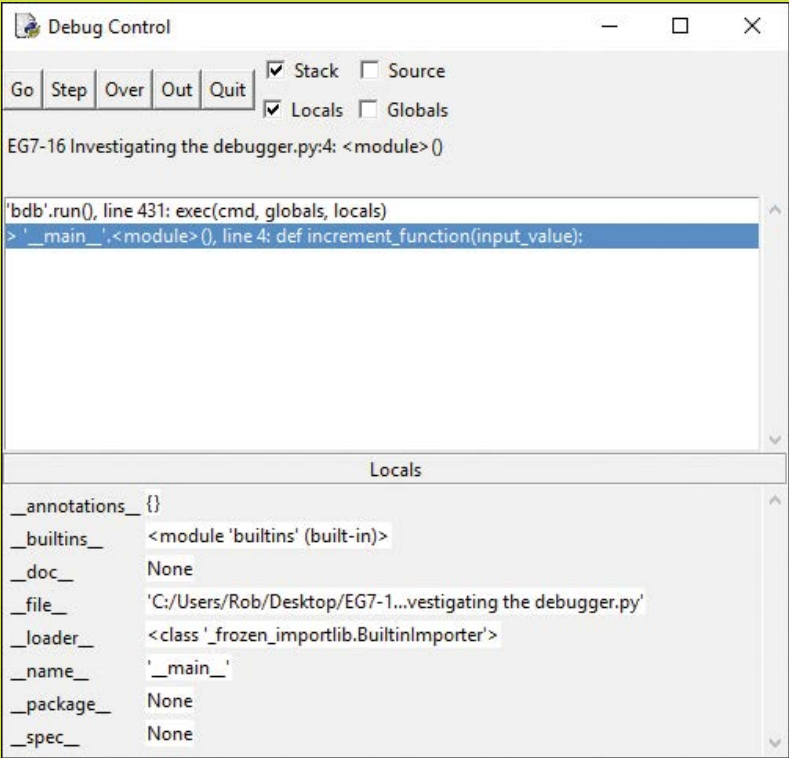 Debug Control
Go Step Over Out Quit Stack Source
Locals Globals
EG7-16 Investigating the debugger.py:4: <module>()
'bdb'.run(), line 431: exec(cmd, globals, locals)
> '__main__'.<module>(), line 4: def increment_function(input_value):
Locals
__annotations__ {}
__builtins__ <module 'builtins' (built-in)>
__doc__ None
__file__ 'C:/Users/Rob/Desktop/EG7-1...vestigating the debugger.py'
__loader__ <class '_frozen_importlib.BuiltinImporter'>
__name__ '__main__'
__package__ None
__spec__ None